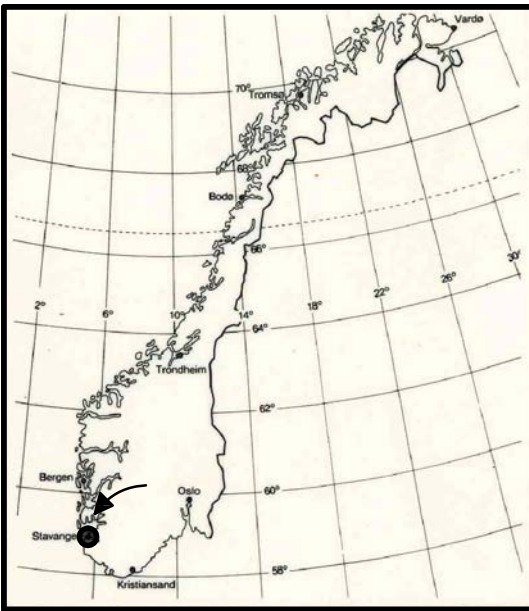 Vardø
70°
Tromsø
68°
Bodø
66°
30°
26°
22°
18°
2°
6°
10°
14°
64°
Trondheim
62°
Bergen
60°
Oslo
Stavange
58°
Kristiansand